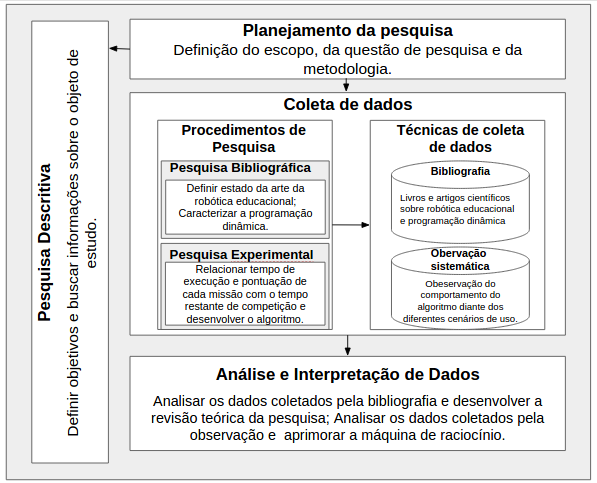 Planejamento da pesquisa
Definição do escopo, da questão de pesquisa e da
metodologia.
Pesquisa Descritiva
Definir objetivos e buscar informações sobre o objeto de
estudo.
Coleta de dados
Procedimentos de
Pesquisa
Pesquisa Bibliográfica
Definir estado da arte da
robótica educacional;
Caracterizar a programação
dinâmica.
Pesquisa Experimental
Relacionar tempo de
execução e pontuação de
cada missão com o tempo
restante de competição e
desenvolver o algoritmo.
Técnicas de coleta
de dados
Bibliografia
Livros e artigos científicos
sobre robótica educacional
e programação dinâmica
Obervação
sistemática
Obeservação do
comportamento do
algoritmo diante dos
diferentes cenários de uso.
Análise e Interpretação de Dados
Analisar os dados coletados pela bibliografia e desenvolver a
revisão teórica da pesquisa; Analisar os dados coletados pela
observação e  aprimorar a máquina de raciocínio.